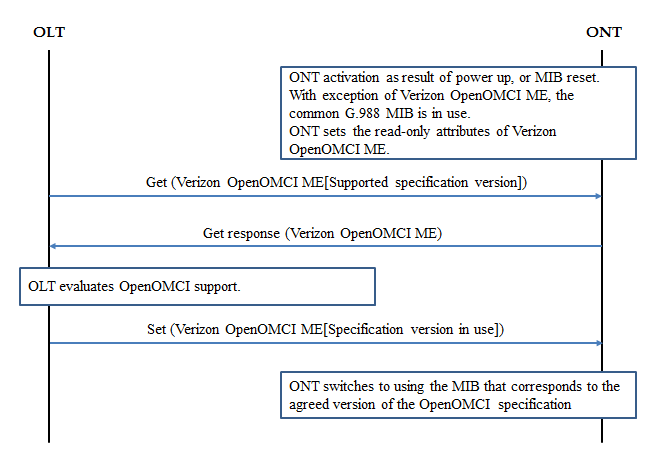 OLT
ONT
ONT activation as result of power up, or MIB reset.
With exception of Verizon OpenOMCI ME, the
common G.988 MIB is in use.
ONT sets the read-only attributes of Verizon
OpenOMCI ME.
Get (Verizon OpenOMCI ME[Supported specification version])
Get response (Verizon OpenOMCI ME)
OLT evaluates OpenOMCI support.
Set (Verizon OpenOMCI ME[Specification version in use])
ONT switches to using the MIB that corresponds to the
agreed version of the OpenOMCI specification